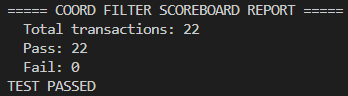 ===== COORD FILTER SCOREBOARD REPORT =====
Total transactions: 22
Pass: 22
Fail: 0
TEST PASSED